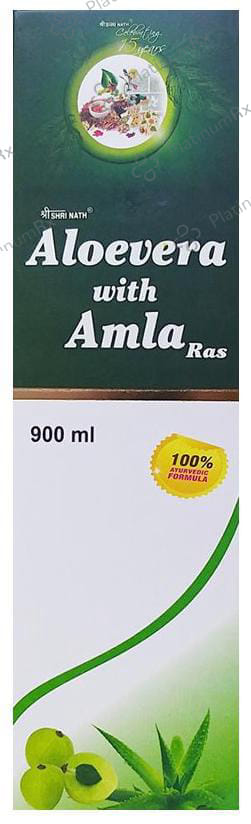 श्री SHRI NATH®
Celebrating
15 years
श्री SHRI NATH®
Aloevera
with
Amla Ras
900 ml
100%
AYURVEDIC
FORMULA